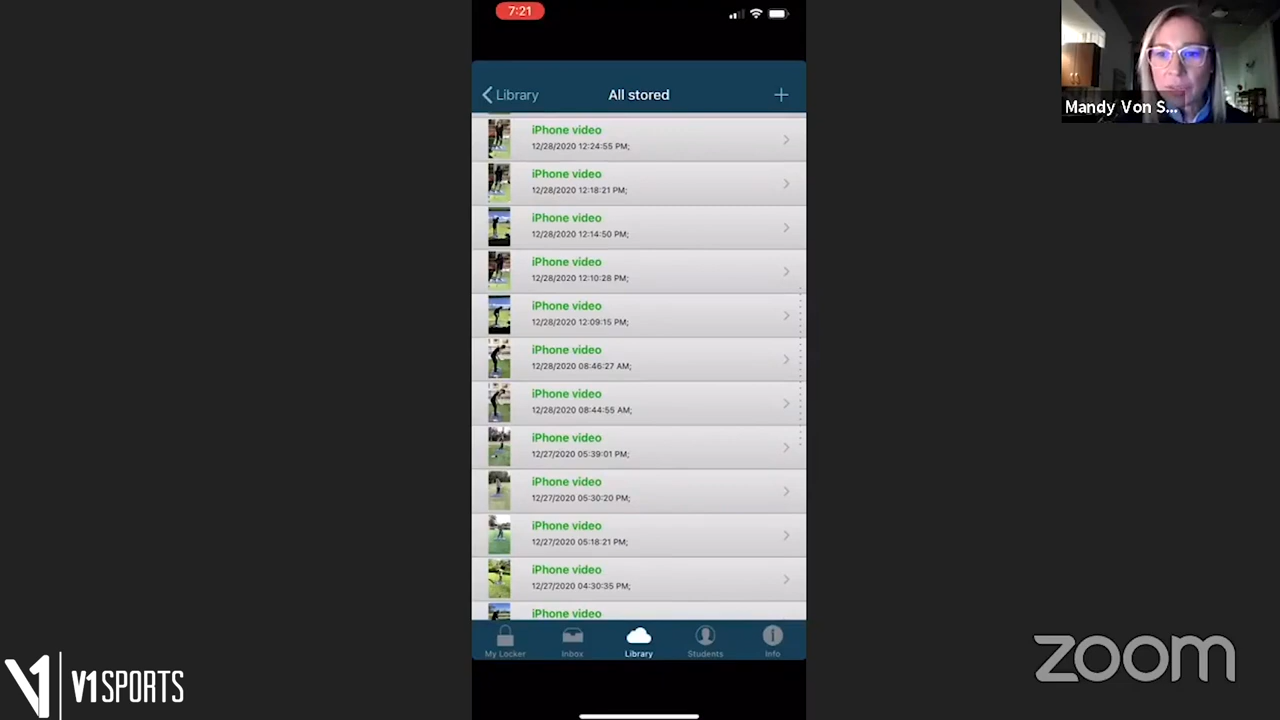 7:21
Library
All stored
iPhone video
12/28/2020 12:24:55 PM;
iPhone video
12/28/2020 12:18:21 PM;
iPhone video
12/28/2020 12:14:50 PM;
iPhone video
12/28/2020 12:10:28 PM;
iPhone video
12/28/2020 12:09:15 PM;
iPhone video
12/28/2020 08:46:27 AM;
iPhone video
12/28/2020 08:44:55 AM;
iPhone video
12/27/2020 05:39:01 PM;
iPhone video
12/27/2020 05:30:20 PM;
iPhone video
12/27/2020 05:18:21 PM;
iPhone video
12/27/2020 04:30:35 PM;
iPhone video
My Locker
Inbox
Library
Students
Info
Mandy Von S...
V1 V1 SPORTS
zoom